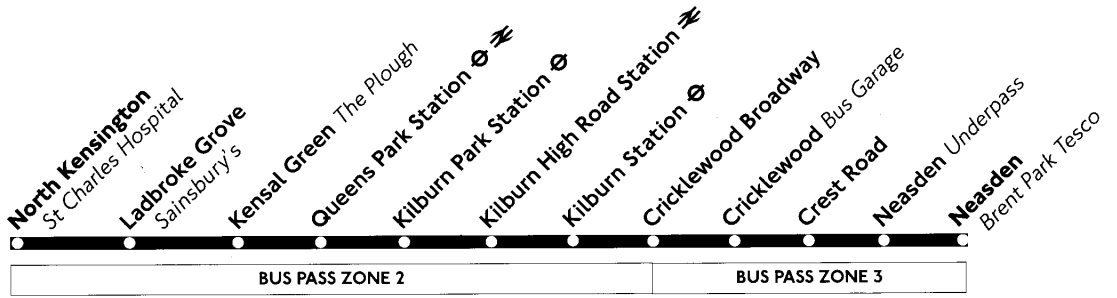 North Kensington
St Charles Hospital
Ladbroke Grove
Sainsbury's
Kensal Green The Plough
Queens Park Station
Kilburn Park Station
Kilburn High Road Station
Kilburn Station
Cricklewood Broadway
Cricklewood Bus Garage
Crest Road
Neasden Underpass
Neasden
Brent Park Tesco
BUS PASS ZONE 2
BUS PASS ZONE 3